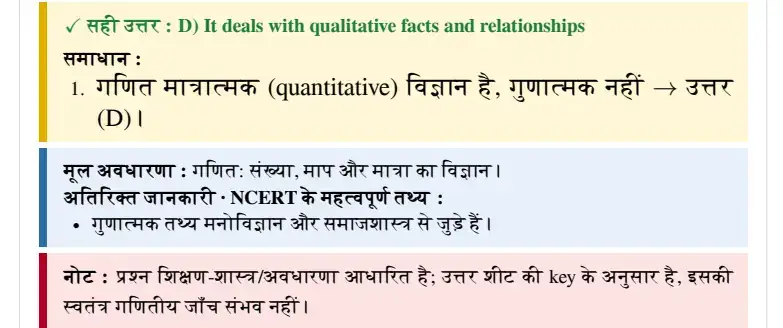 ✓ सही उत्तर : D) It deals with qualitative facts and relationships
समाधान :
1. गणित मात्रात्मक (quantitative) विज्ञान है, गुणात्मक नहीं → उत्तर
(D)।
मूल अवधारणा : गणित: संख्या, माप और मात्रा का विज्ञान।
अतिरिक्त जानकारी · NCERT के महत्वपूर्ण तथ्य :
• गुणात्मक तथ्य मनोविज्ञान और समाजशास्त्र से जुड़े हैं।
नोट : प्रश्न शिक्षण-शास्त्र/अवधारणा आधारित है; उत्तर शीट की key के अनुसार है, इसकी
स्वतंत्र गणितीय जाँच संभव नहीं।